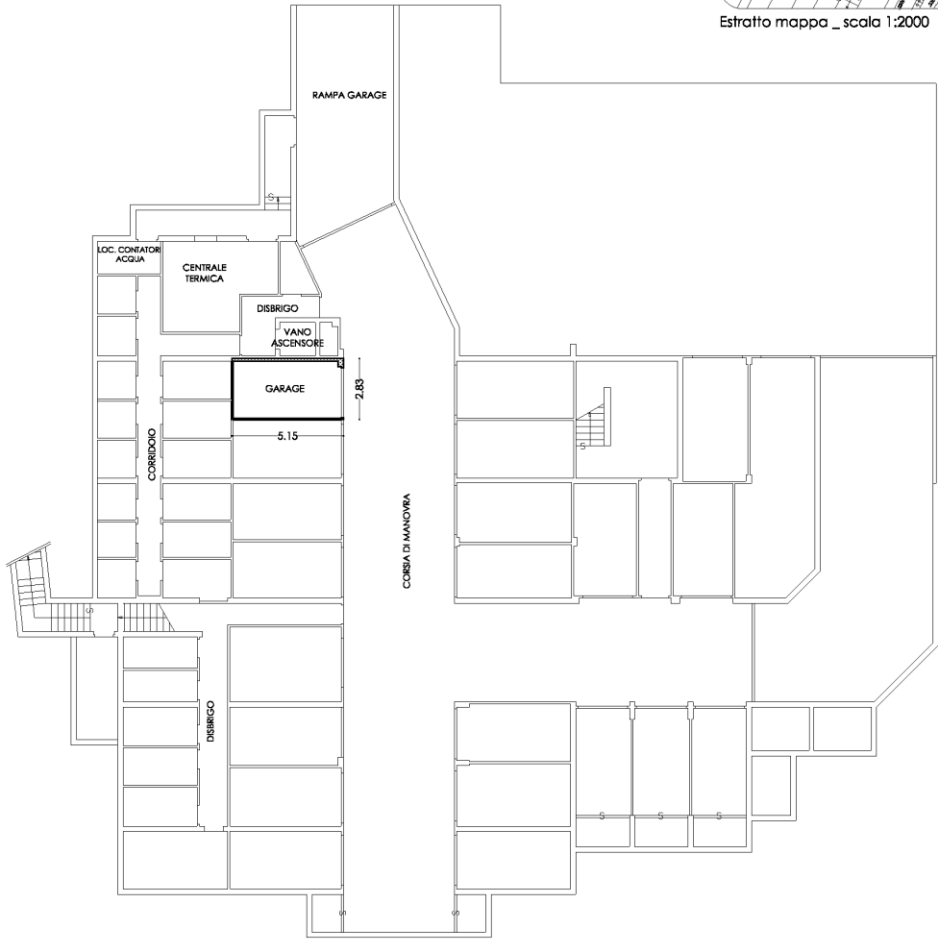 Estratto mappa _ scala 1:2000
RAMPA GARAGE
S
LOC. CONTATORI
ACQUA
CENTRALE
TERMICA
DISBRIGO
VANO
ASCENSORE
GARAGE
2.83
5.15
S
CORRIDOIO
CORSIA DI MANOVRA
S
DISBRIGO
S
S
S
S
S